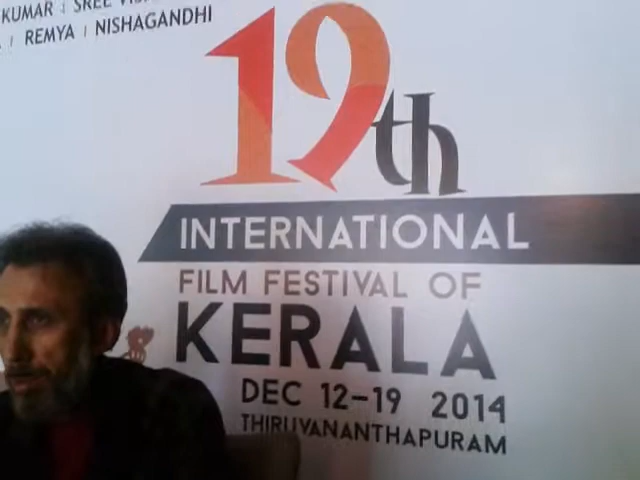 KUMAR | SREE
| REMYA | NISHAGANDHI
19th
INTERNATIONAL
FILM FESTIVAL OF
KERALA
DEC 12-19 2014
THIRUVANANTHAPURAM